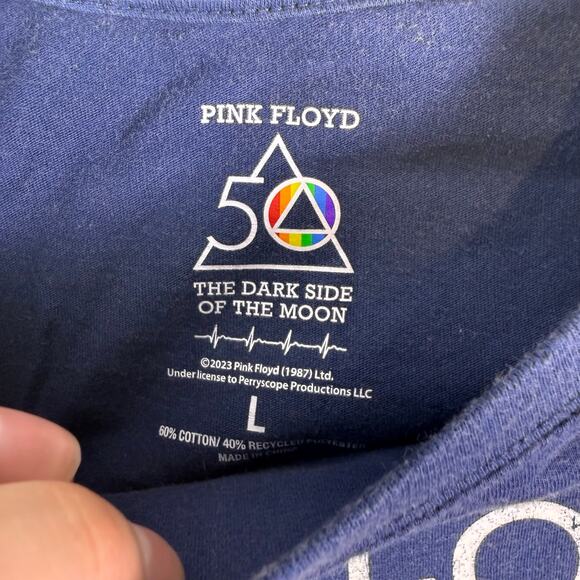 PINK FLOYD
50
THE DARK SIDE
OF THE MOON
©2023 Pink Floyd (1987) Ltd.
Under license to Perryscope Productions LLC
L
60% COTTON/ 40% RECYCLED POLYESTER
MADE IN CHINA
LO